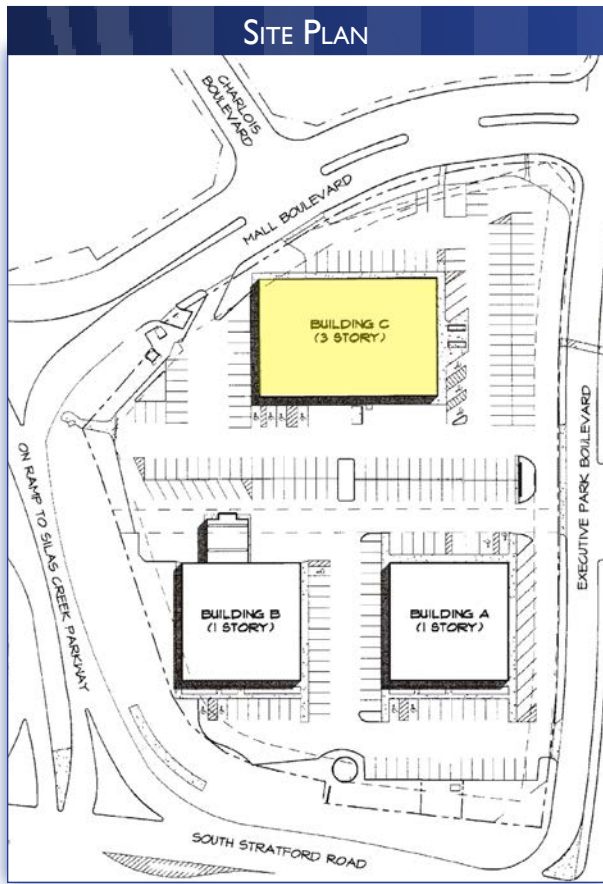 SITE PLAN
CHARLOIS
BOULEVARD
MALL BOULEVARD
BUILDING C
(3 STORY)
ON RAMP TO SILAS CREEK PARKWAY
EXECUTIVE PARK BOULEVARD
BUILDING B
(1 STORY)
BUILDING A
(1 STORY)
SOUTH STRATFORD ROAD